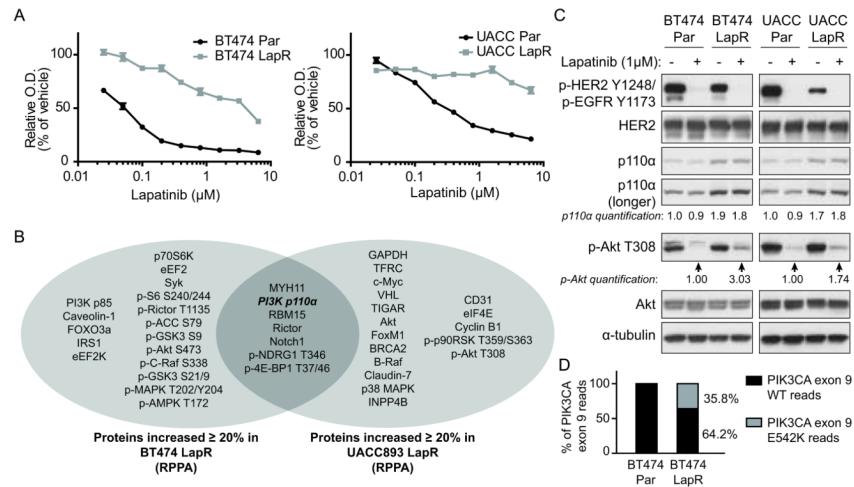 A
BT474 Par
BT474 LapR
Relative O.D.
(% of vehicle)
100
50
0
0.01
0.1
1
10
Lapatinib (µM)
UACC Par
UACC LapR
Relative O.D.
(% of vehicle)
100
50
0
0.01
0.1
1
10
Lapatinib (µM)
B
PI3K p85
Caveolin-1
FOXO3a
IRS1
eEF2K
p70S6K
eEF2
Syk
p-S6 S240/244
p-Rictor T1135
p-ACC S79
p-GSK3 S9
p-Akt S473
p-C-Raf S338
p-GSK3 S21/9
p-MAPK T202/Y204
p-AMPK T172
MYH11
PI3K p110α
RBM15
Rictor
Notch1
p-NDRG1 T346
p-4E-BP1 T37/46
GAPDH
TFRC
c-Myc
VHL
TIGAR
Akt
FoxM1
BRCA2
B-Raf
Claudin-7
p38 MAPK
INPP4B
CD31
eIF4E
Cyclin B1
p-p90RSK T359/S363
p-Akt T308
Proteins increased ≥ 20% in
BT474 LapR
(RPPA)
Proteins increased ≥ 20% in
UACC893 LapR
(RPPA)
C
BT474 Par
BT474 LapR
UACC Par
UACC LapR
Lapatinib (1µM): - + - + - + - +
p-HER2 Y1248/
p-EGFR Y1173
HER2
p110α
p110α
(longer)
p110α quantification: 1.0 0.9 1.9 1.8 1.0 0.9 1.7 1.8
p-Akt T308
p-Akt quantification: 1.00 3.03 1.00 1.74
Akt
α-tubulin
D
% of PIK3CA
exon 9 reads
100
50
0
35.8%
64.2%
BT474 Par
BT474 LapR
PIK3CA exon 9
WT reads
PIK3CA exon 9
E542K reads